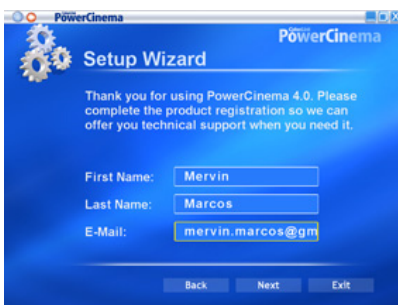 PowerCinema
PowerCinema
Setup Wizard
Thank you for using PowerCinema 4.0. Please
complete the product registration so we can
offer you technical support when you need it.
First Name: Mervin
Last Name: Marcos
E-Mail: mervin.marcos@gm
Back Next Exit